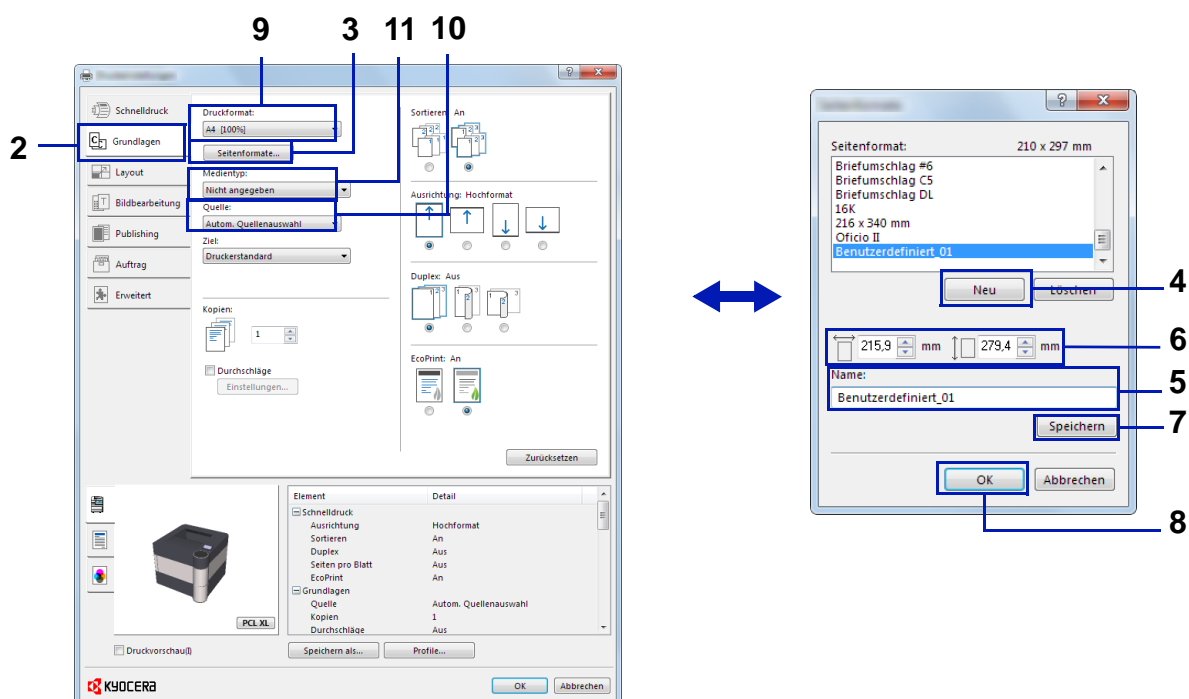 9 3 11 10
Schnelldruck
2
Grundlagen
Layout
Bildbearbeitung
Publishing
Auftrag
Erweitert
Druckformat:
A4 [100%]
Seitenformate...
Medientyp:
Nicht angegeben
Quelle:
Autom. Quellenauswahl
Ziel:
Druckerstandard
Kopien:
1
Durchschläge
Einstellungen...
Sortieren: An
Ausrichtung: Hochformat
Duplex: Aus
EcoPrint: An
Zurücksetzen
PCL XL
Element Detail
Schnelldruck
Ausrichtung Hochformat
Sortieren An
Duplex Aus
Seiten pro Blatt Aus
EcoPrint An
Grundlagen
Quelle Autom. Quellenauswahl
Kopien 1
Durchschläge Aus
Druckvorschau(l)
Speichern als... Profile...
KYOCERA
OK Abbrechen
Seitenformat: 210 x 297 mm
Briefumschlag #6
Briefumschlag C5
Briefumschlag DL
16K
216 x 340 mm
Oficio II
Benutzerdefiniert_01
Neu Löschen 4
215,9 mm 279,4 mm 6
Name:
Benutzerdefiniert_01 5
Speichern 7
OK Abbrechen
8